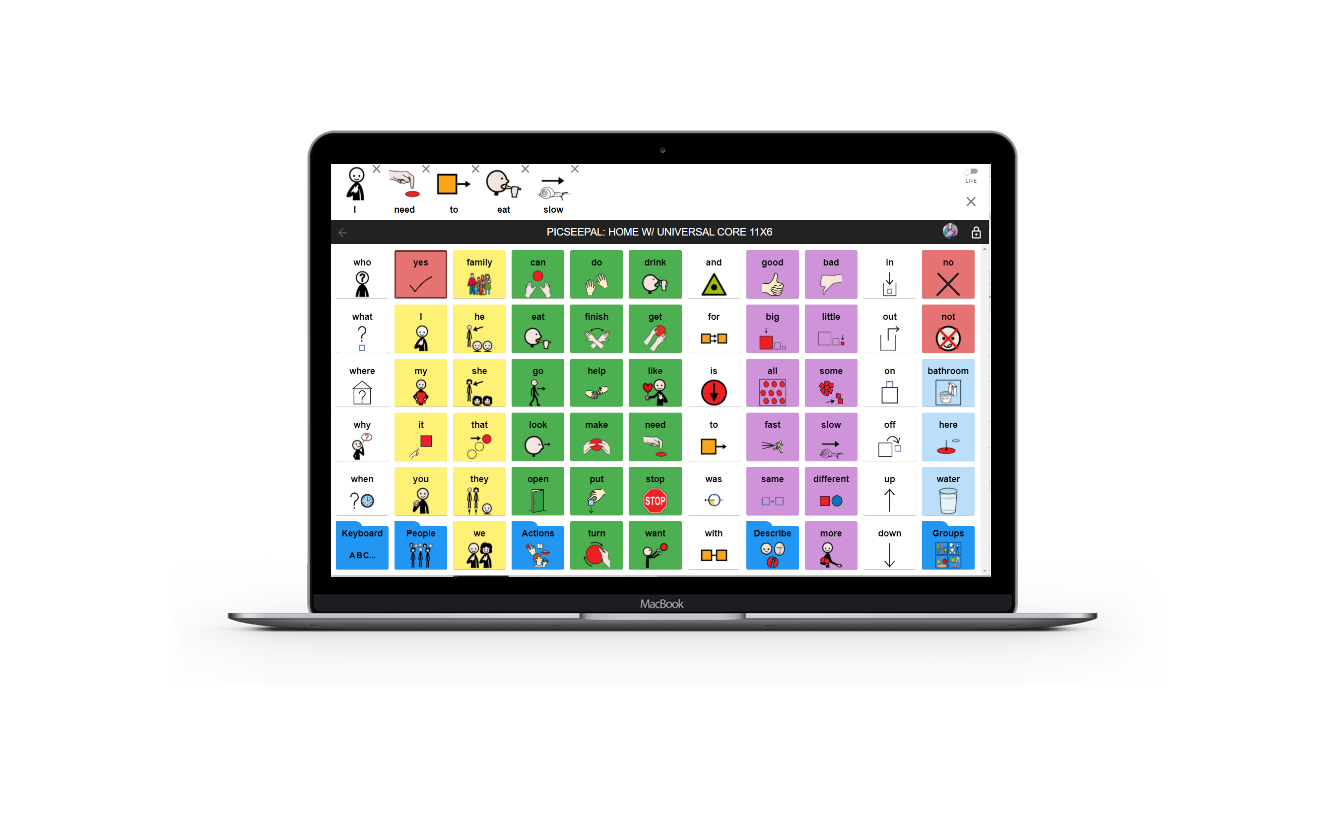 LIVE
I need to eat slow
PICSEEPAL: HOME W/ UNIVERSAL CORE 11X6
who yes family can do drink and good bad in no
what I he eat finish get for big little out not
where my she go help like is all some on bathroom
why it that look make need to fast slow off here
STOP
when you they open put stop was same different up water
Keyboard People we Actions turn want with Describe more down Groups
ABC...
MacBook